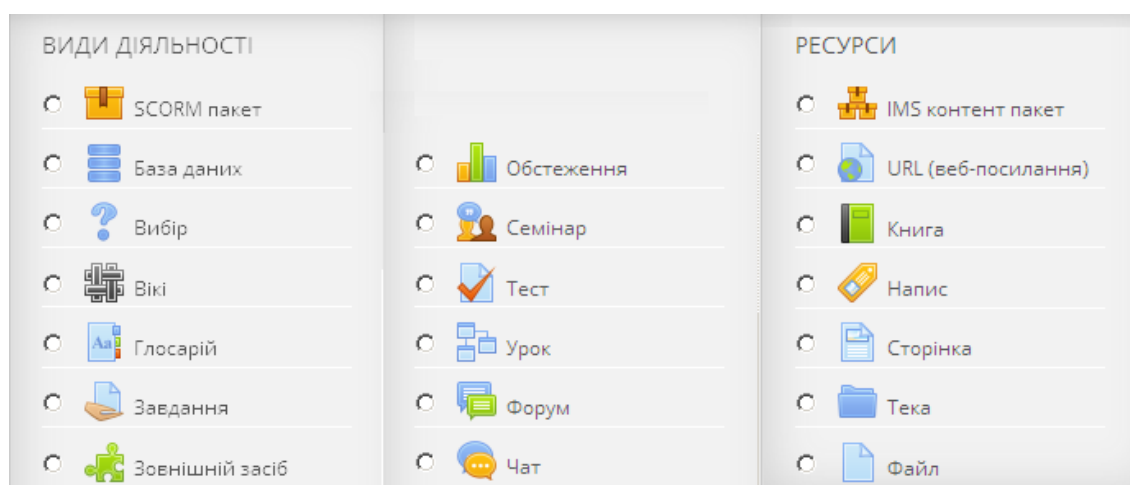 ВИДИ ДІЯЛЬНОСТІ
SCORM пакет
База даних
Вибір
Вікі
Глосарій
Завдання
Зовнішній засіб
Обстеження
Семінар
Тест
Урок
Форум
Чат
РЕСУРСИ
IMS контент пакет
URL (веб-посилання)
Книга
Напис
Сторінка
Тека
Файл